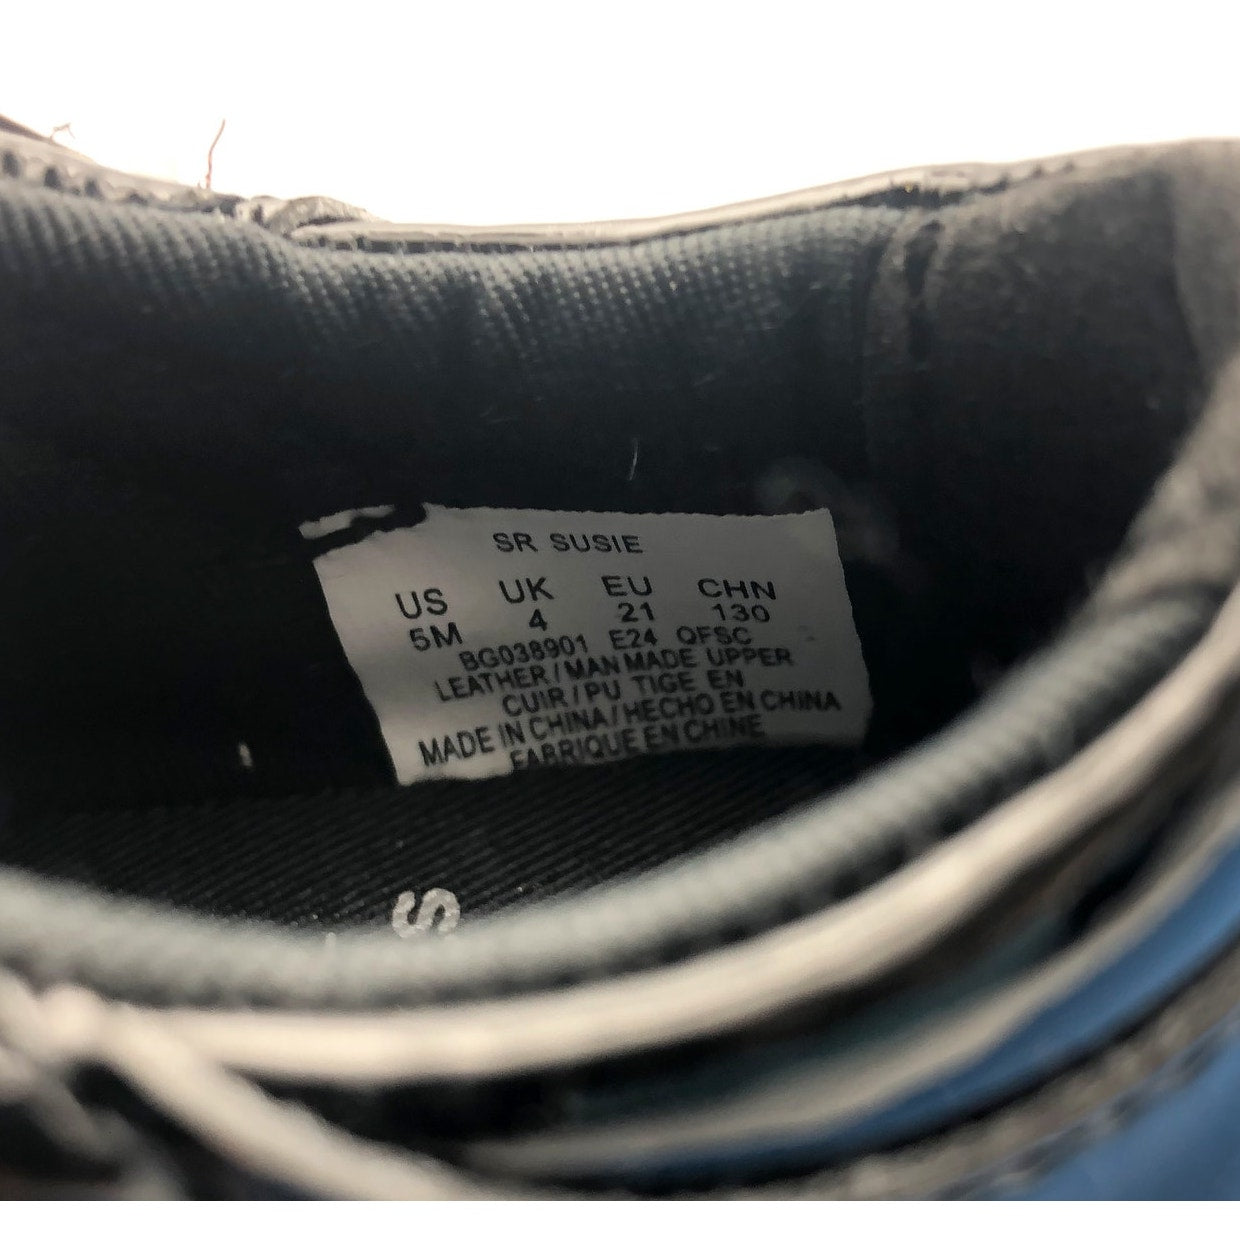 SR SUSIE
US UK EU CHN
5M 4 21 130
BG038901 E24 QFSC
LEATHER/MAN MADE UPPER
CUIR/PU TIGE EN
MADE IN CHINA/HECHO EN CHINA
FABRIQUE EN CHINE
S